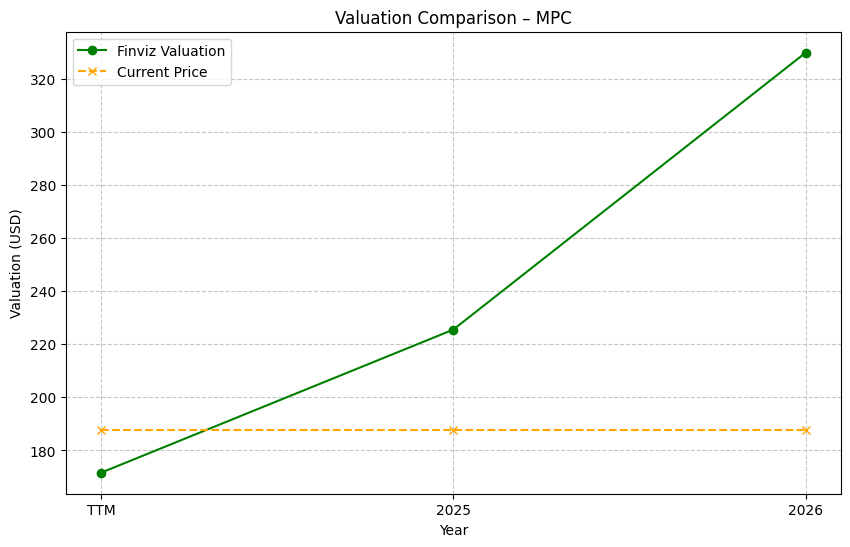 Valuation Comparison – MPC
Finviz Valuation
Current Price
Valuation (USD)
320
300
280
260
240
220
200
180
TTM
2025
2026
Year